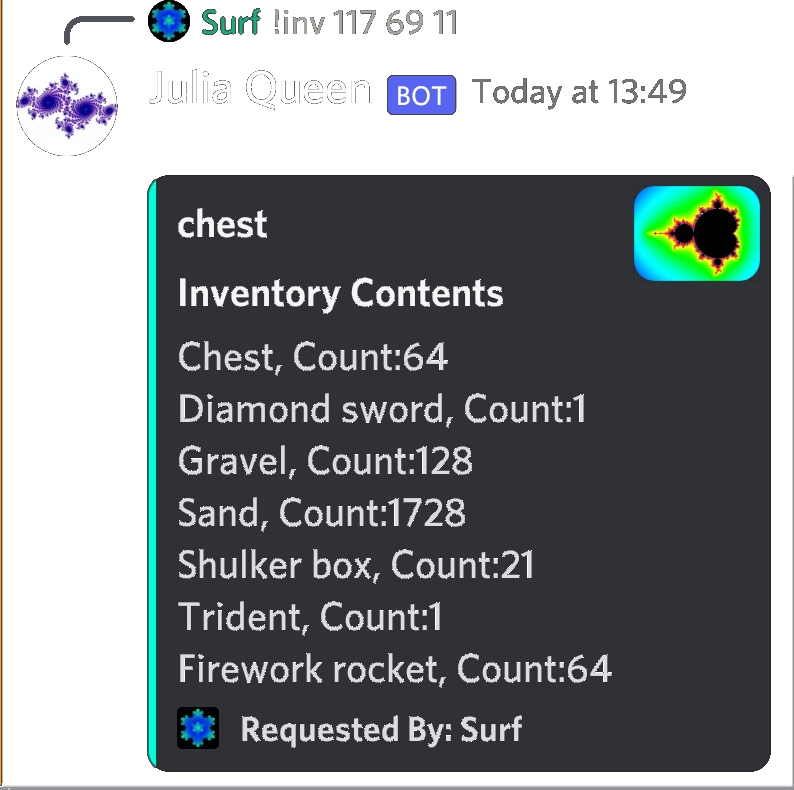 Surf !inv 117 69 11
Julia Queen BOT Today at 13:49
chest
Inventory Contents
Chest, Count:64
Diamond sword, Count:1
Gravel, Count:128
Sand, Count:1728
Shulker box, Count:21
Trident, Count:1
Firework rocket, Count:64
Requested By: Surf